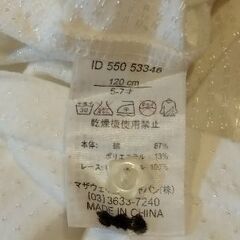 ID 550 53346
120 cm
5-7才
乾燥機使用禁止
本体: 綿 87%
ポリエステル 13%
レース: 100%
マザウェ ジャパン(株)
(03)3633-7240
MADE IN CHINA